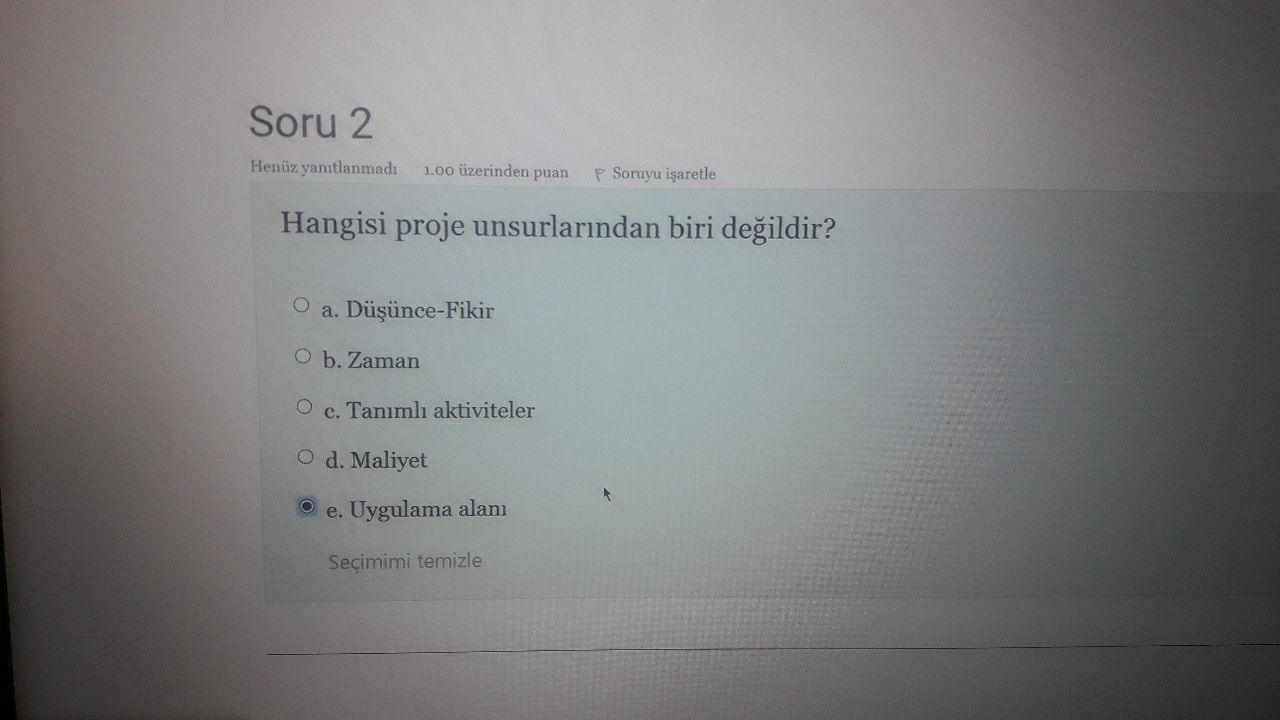 Soru 2
Henüz yanıtlanmadı 1.00 üzerinden puan Soruyu işaretle
Hangisi proje unsurlarından biri değildir?
a. Düşünce-Fikir
b. Zaman
c. Tanımlı aktiviteler
d. Maliyet
e. Uygulama alanı
Seçimimi temizle